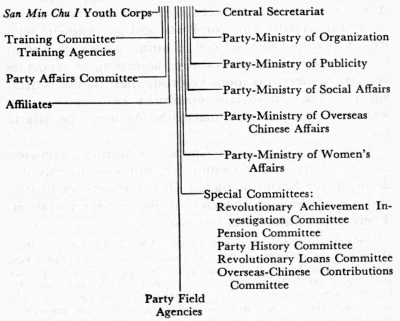 San Min Chu I Youth Corps
Training Committee
Training Agencies
Party Affairs Committee
Affiliates
Central Secretariat
Party-Ministry of Organization
Party-Ministry of Publicity
Party-Ministry of Social Affairs
Party-Ministry of Overseas
Chinese Affairs
Party-Ministry of Women's
Affairs
Special Committees:
Revolutionary Achievement In-
vestigation Committee
Pension Committee
Party History Committee
Revolutionary Loans Committee
Overseas-Chinese Contributions
Committee
Party Field
Agencies